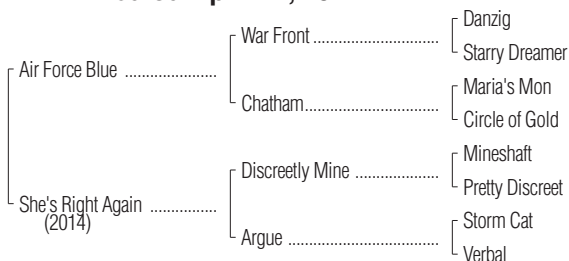 Danzig
War Front
Starry Dreamer
Air Force Blue
Maria's Mon
Chatham
Circle of Gold
Mineshaft
Discreetly Mine
Pretty Discreet
She's Right Again
(2014)
Storm Cat
Argue
Verbal